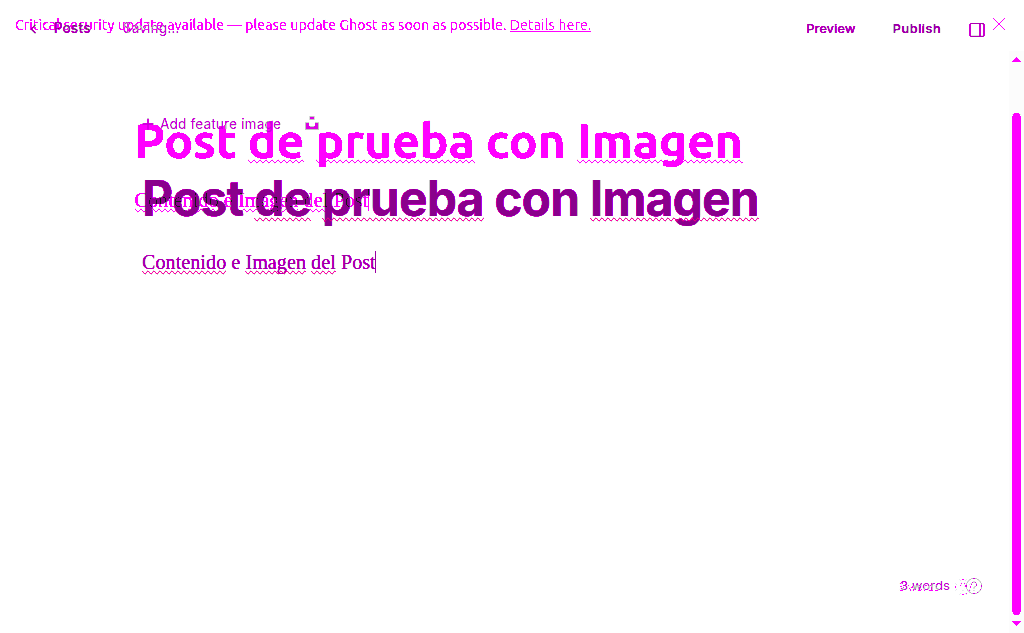 Critical security update available — please update Ghost as soon as possible. Details here.
Posts Saving... Preview Publish
+ Add feature image
Post de prueba con Imagen
Post de prueba con Imagen
Contenido e Imagen del Post
Contenido e Imagen del Post
3 words